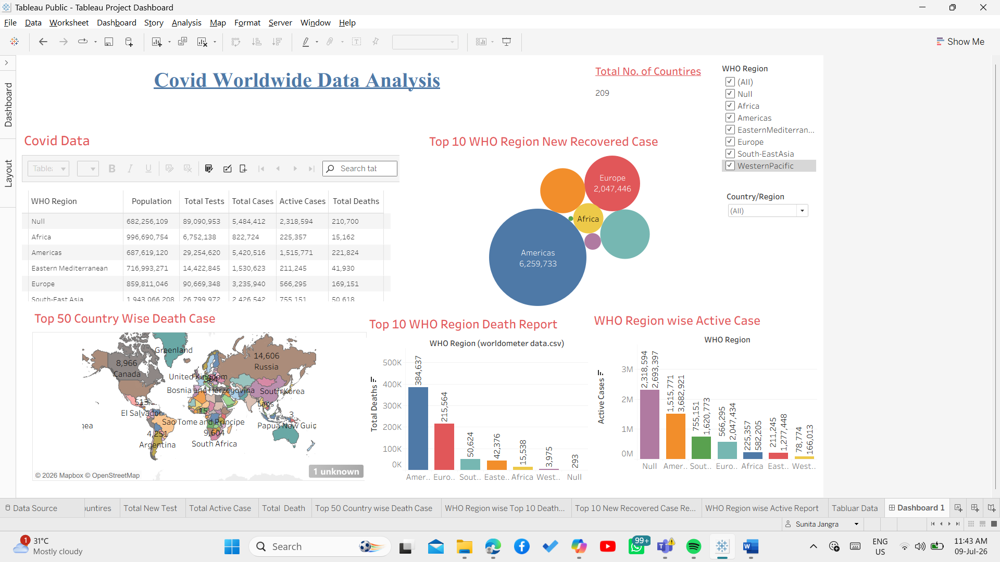 Tableau Public - Tableau Project Dashboard
File Data Worksheet Dashboard Story Analysis Map Format Server Window Help
Show Me
Dashboard
Layout
Covid Worldwide Data Analysis
Total No. of Countires
209
WHO Region
(All)
Null
Africa
Americas
EasternMediterran...
Europe
South-EastAsia
WesternPacific
Country/Region
(All)
Covid Data
B I U
Search tab
WHO Region Population Total Tests Total Cases Active Cases Total Deaths
Null 682,256,109 89,090,953 5,484,412 2,318,594 210,700
Africa 996,690,754 6,752,138 822,724 225,357 15,162
Americas 687,619,120 29,254,620 5,420,516 1,515,771 221,824
Eastern Mediterranean 716,993,271 14,422,845 1,530,623 211,245 41,930
Europe 859,811,046 90,669,348 3,235,940 566,295 169,151
South-East Asia 1,943,066,208 26,799,972 2,426,542 755,151 50,618
Top 10 WHO Region New Recovered Case
Europe
2,047,446
Africa
Americas
6,259,733
Top 50 Country Wise Death Case
Greenland
8,966
Canada
14,606
Russia
United Kingdom
Bosnia and Herzegovina
South Korea
Laos
513
El Salvador
15
Sao Tome and Principe
3
Papua New Guin
nea
4,251
Argentina
9,604
South Africa
1 unknown
© 2026 Mapbox © OpenStreetMap
Top 10 WHO Region Death Report
WHO Region (worldometer data.csv)
Total Deaths
500K
400K
300K
200K
100K
0K
384,637
215,564
50,624
42,376
15,538
3,975
293
Amer.. Euro.. Sout.. Easte.. Africa West.. Null
WHO Region wise Active Case
WHO Region
Active Cases
3M
2M
1M
0M
2,318,594
2,693,397
1,515,771
3,682,921
755,151
1,620,773
566,295
2,047,434
225,357
582,205
211,245
1,277,448
78,774
166,013
Null Amer.. Sout.. Euro.. Africa East.. West..
Data Source ountires Total New Test Total Active Case Total Death Top 50 Country wise Death Case WHO Region wise Top 10 Death... Top 10 New Recovered Case Re... WHO Region wise Active Report Tabluar Data Dashboard 1
Sunita Jangra
1
31°C
Mostly cloudy
Search
99+
ENG
US
11:43 AM
09-Jul-26